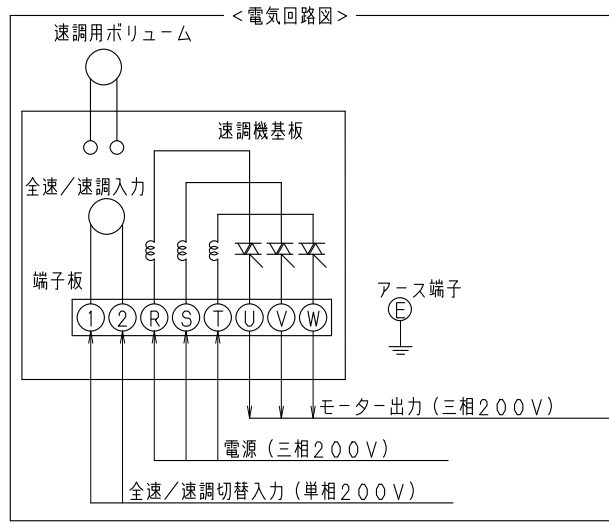 ＜電気回路図＞
速調用ボリューム
速調機基板
全速／速調入力
端子板
1 2 R S T U V W
アース端子
E
モーター出力（三相２００Ｖ）
電源（三相２００Ｖ）
全速／速調切替入力（単相２００Ｖ）